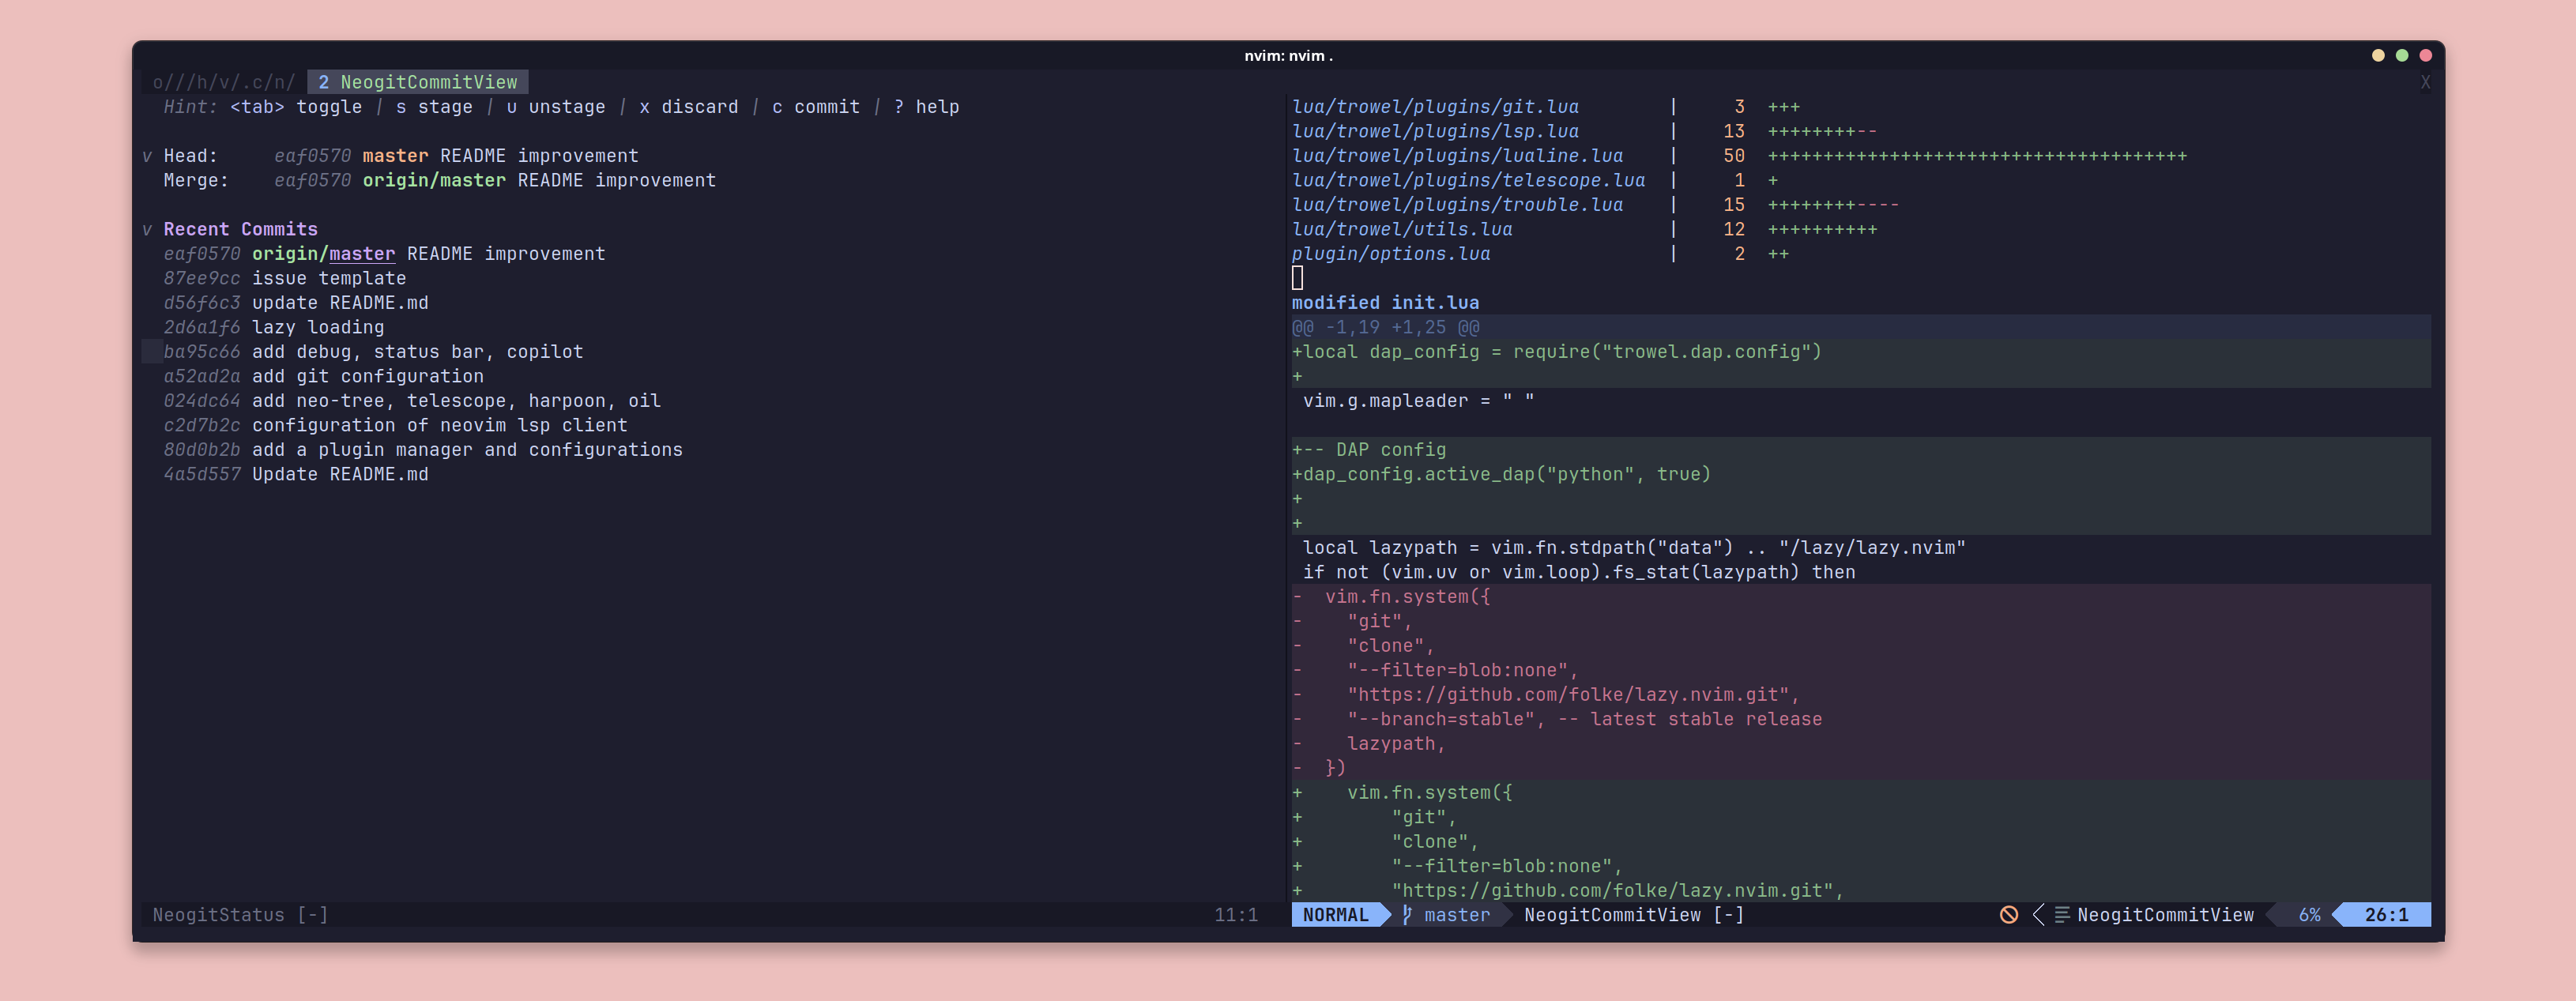 nvim: nvim .
o///h/v/.c/n/  2 NeogitCommitView X
Hint: <tab> toggle | s stage | u unstage | x discard | c commit | ? help
v Head:     eaf0570 master README improvement
Merge:    eaf0570 origin/master README improvement
v Recent Commits
eaf0570 origin/master README improvement
87ee9cc issue template
d56f6c3 update README.md
2d6a1f6 lazy loading
ba95c66 add debug, status bar, copilot
a52ad2a add git configuration
024dc64 add neo-tree, telescope, harpoon, oil
c2d7b2c configuration of neovim lsp client
80d0b2b add a plugin manager and configurations
4a5d557 Update README.md
NeogitStatus [-] 11:1
lua/trowel/plugins/git.lua        |     3  +++
lua/trowel/plugins/lsp.lua        |    13  ++++++++--
lua/trowel/plugins/lualine.lua    |    50  ++++++++++++++++++++++++++++++++++++++
lua/trowel/plugins/telescope.lua  |     1  +
lua/trowel/plugins/trouble.lua    |    15  ++++++++----
lua/trowel/utils.lua              |    12  ++++++++++
plugin/options.lua                |     2  ++
modified init.lua
@@ -1,19 +1,25 @@
+local dap_config = require("trowel.dap.config")
+
 vim.g.mapleader = " "
+-- DAP config
+dap_config.active_dap("python", true)
+
+
 local lazypath = vim.fn.stdpath("data") .. "/lazy/lazy.nvim"
 if not (vim.uv or vim.loop).fs_stat(lazypath) then
-  vim.fn.system({
-    "git",
-    "clone",
-    "--filter=blob:none",
-    "https://github.com/folke/lazy.nvim.git",
-    "--branch=stable", -- latest stable release
-    lazypath,
-  })
+    vim.fn.system({
+        "git",
+        "clone",
+        "--filter=blob:none",
+        "https://github.com/folke/lazy.nvim.git",
NORMAL master NeogitCommitView [-] NeogitCommitView 6% 26:1